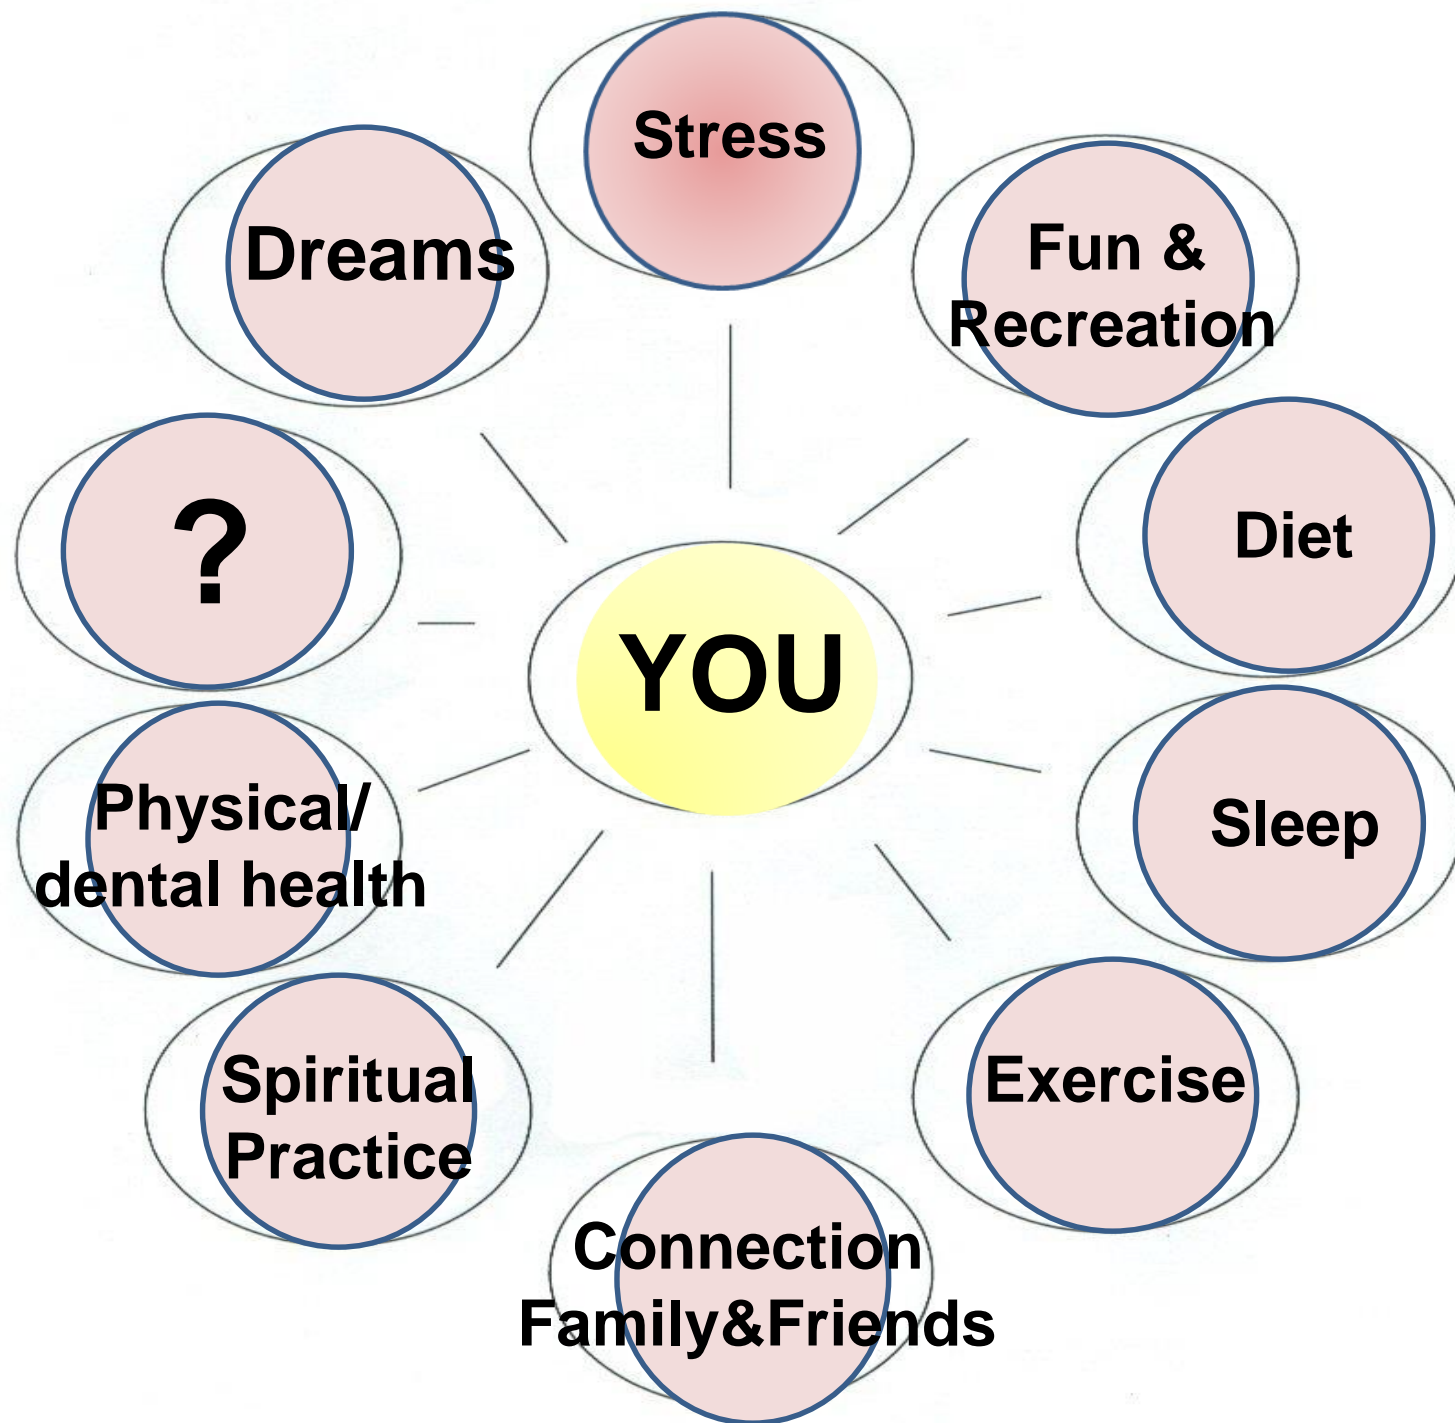 Stress
Fun &
Recreation
Diet
Sleep
Exercise
Connection
Family&Friends
Spiritual
Practice
Physical/
dental health
?
Dreams
YOU